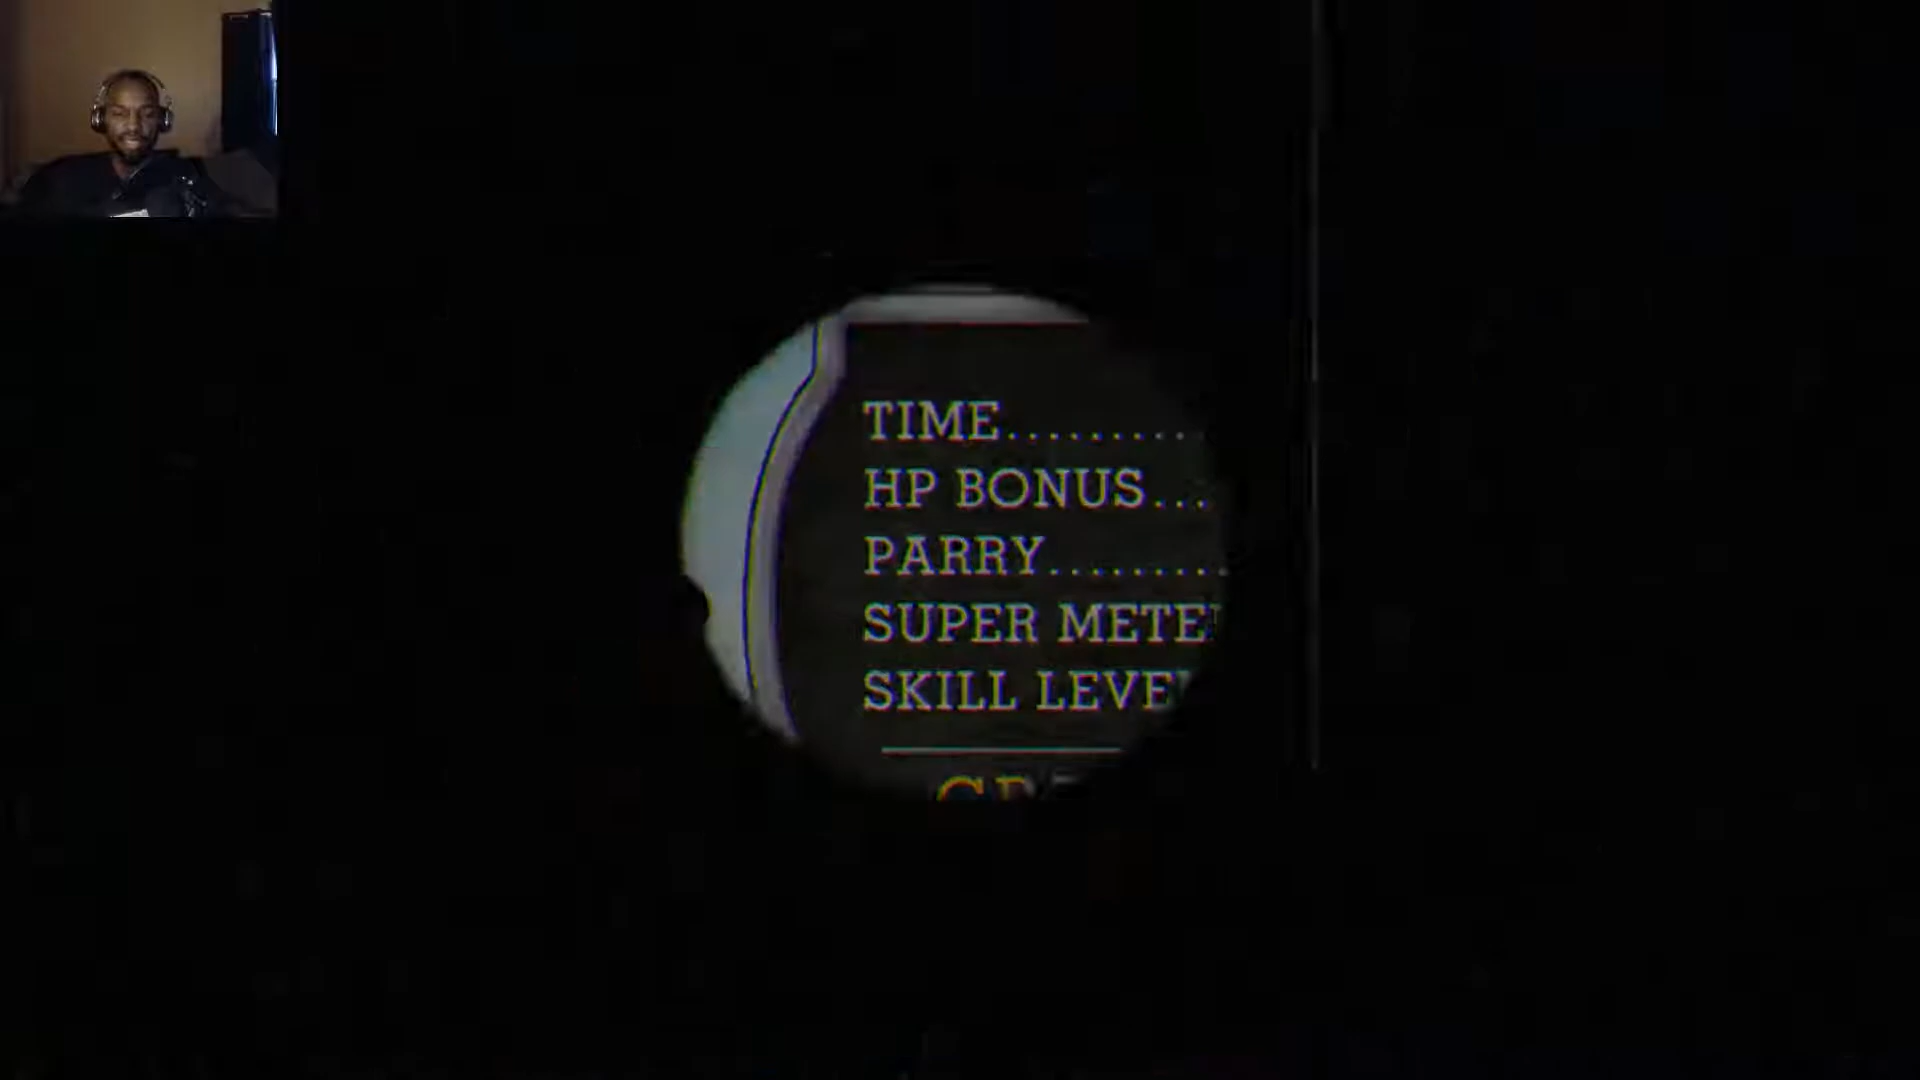 TIME..........
HP BONUS...
PARRY.........
SUPER METE
SKILL LEVE